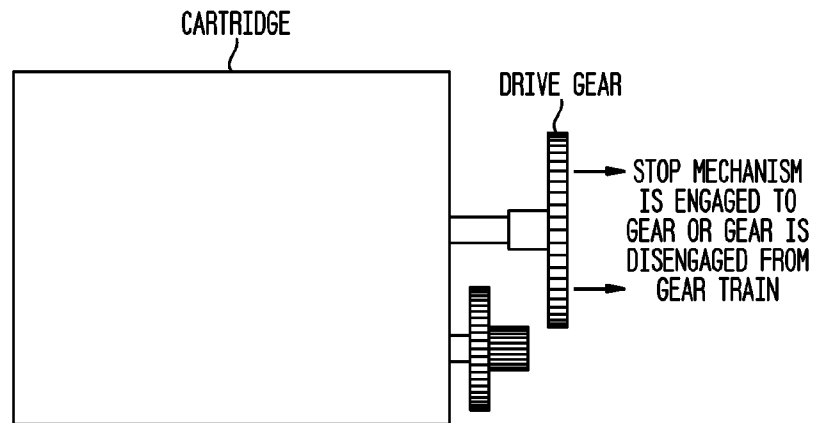 CARTRIDGE
DRIVE GEAR
STOP MECHANISM
IS ENGAGED TO
GEAR OR GEAR IS
DISENGAGED FROM
GEAR TRAIN